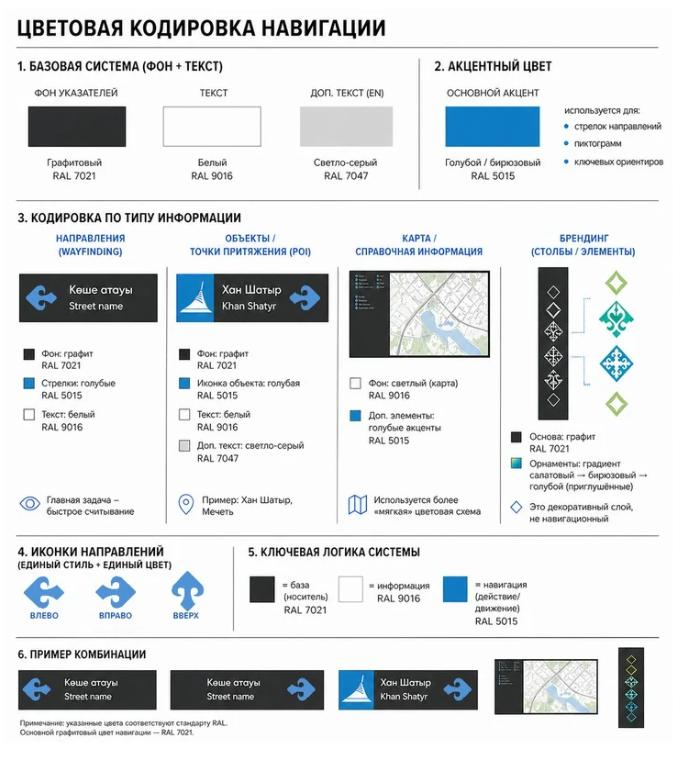 ЦВЕТОВАЯ КОДИРОВКА НАВИГАЦИИ
1. БАЗОВАЯ СИСТЕМА (ФОН + ТЕКСТ)
ФОН УКАЗАТЕЛЕЙ
Графитовый
RAL 7021
ТЕКСТ
Белый
RAL 9016
ДОП. ТЕКСТ (EN)
Светло-серый
RAL 7047
2. АКЦЕНТНЫЙ ЦВЕТ
ОСНОВНОЙ АКЦЕНТ
Голубой / бирюзовый
RAL 5015
используется для:
стрелок направлений
пиктограмм
ключевых ориентиров
3. КОДИРОВКА ПО ТИПУ ИНФОРМАЦИИ
НАПРАВЛЕНИЯ
(WAYFINDING)
Көше атауы
Street name
Фон: графит
RAL 7021
Стрелки: голубые
RAL 5015
Текст: белый
RAL 9016
Главная задача –
быстрое считывание
ОБЪЕКТЫ /
ТОЧКИ ПРИТЯЖЕНИЯ (POI)
Хан Шатыр
Khan Shatyr
Фон: графит
RAL 7021
Иконка объекта: голубая
RAL 5015
Текст: белый
RAL 9016
Доп. текст: светло-серый
RAL 7047
Пример: Хан Шатыр,
Мечеть
КАРТА /
СПРАВОЧНАЯ ИНФОРМАЦИЯ
Фон: светлый (карта)
RAL 9016
Доп. элементы:
голубые акценты
RAL 5015
Используется более
«мягкая» цветовая схема
БРЕНДИНГ
(СТОЛБЫ / ЭЛЕМЕНТЫ)
Основа: графит
RAL 7021
Орнаменты: градиент
салатовый → бирюзовый →
голубой (приглушённые)
Это декоративный слой,
не навигационный
4. ИКОНКИ НАПРАВЛЕНИЙ
(ЕДИНЫЙ СТИЛЬ + ЕДИНЫЙ ЦВЕТ)
ВЛЕВО
ВПРАВО
ВВЕРХ
5. КЛЮЧЕВАЯ ЛОГИКА СИСТЕМЫ
= база
(носитель)
RAL 7021
= информация
RAL 9016
= навигация
(действие/
движение)
RAL 5015
6. ПРИМЕР КОМБИНАЦИИ
Көше атауы
Street name
Көше атауы
Street name
Хан Шатыр
Khan Shatyr
Примечание: указанные цвета соответствуют стандарту RAL.
Основной графитовый цвет навигации — RAL 7021.